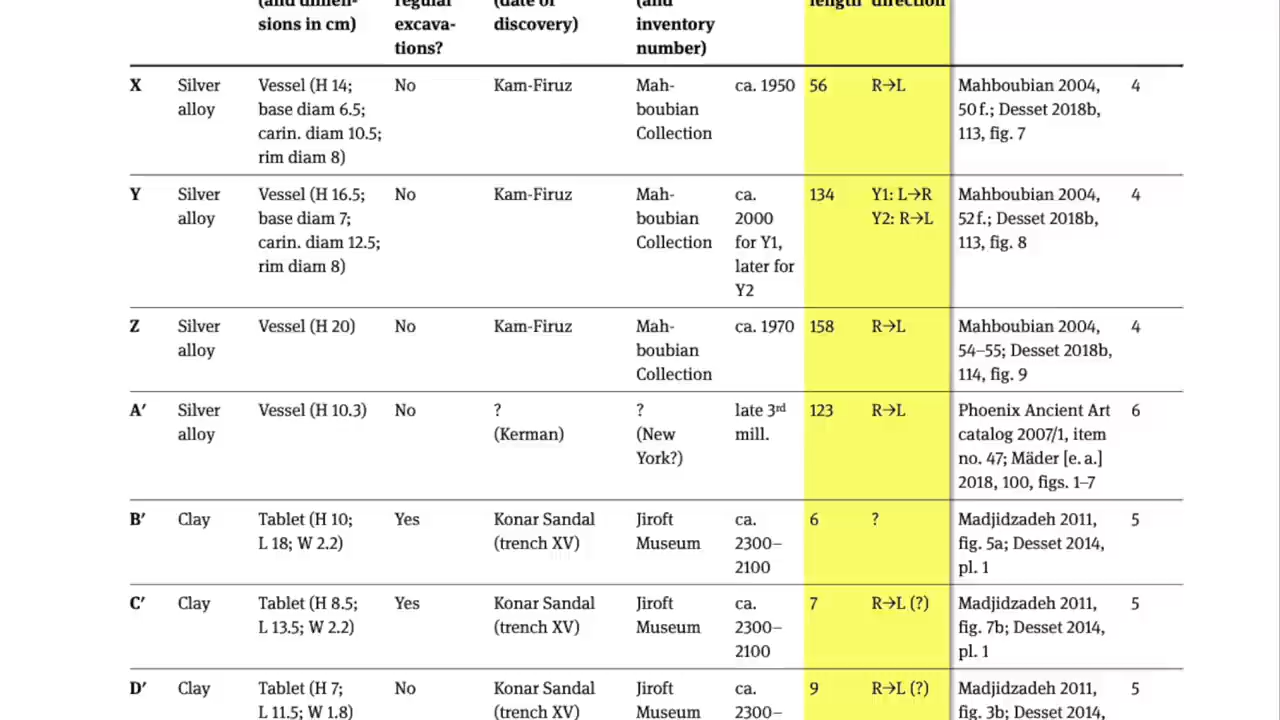 (and dimen- regular (date of (and length direction
sions in cm) excava- discovery) inventory
tions? number)
X Silver Vessel (H 14; No Kam-Firuz Mah- ca. 1950 56 R→L Mahboubian 2004, 4
alloy base diam 6.5; boubian 50 f.; Desset 2018b,
carin. diam 10.5; Collection 113, fig. 7
rim diam 8)
Y Silver Vessel (H 16.5; No Kam-Firuz Mah- ca. 134 Y1: L→R Mahboubian 2004, 4
alloy base diam 7; boubian 2000 Y2: R→L 52 f.; Desset 2018b,
carin. diam 12.5; Collection for Y1, 113, fig. 8
rim diam 8) later for
Y2
Z Silver Vessel (H 20) No Kam-Firuz Mah- ca. 1970 158 R→L Mahboubian 2004, 4
alloy boubian 54–55; Desset 2018b,
Collection 114, fig. 9
A′ Silver Vessel (H 10.3) No ? ? late 3rd 123 R→L Phoenix Ancient Art 6
alloy (Kerman) (New mill. catalog 2007/1, item
York?) no. 47; Mäder [e. a.]
2018, 100, figs. 1–7
B′ Clay Tablet (H 10; Yes Konar Sandal Jiroft ca. 6 ? Madjidzadeh 2011, 5
L 18; W 2.2) (trench XV) Museum 2300– fig. 5a; Desset 2014,
2100 pl. 1
C′ Clay Tablet (H 8.5; Yes Konar Sandal Jiroft ca. 7 R→L (?) Madjidzadeh 2011, 5
L 13.5; W 2.2) (trench XV) Museum 2300– fig. 7b; Desset 2014,
2100 pl. 1
D′ Clay Tablet (H 7; No Konar Sandal Jiroft ca. 9 R→L (?) Madjidzadeh 2011, 5
L 11.5; W 1.8) (trench XV) Museum 2300– fig. 3b; Desset 2014,